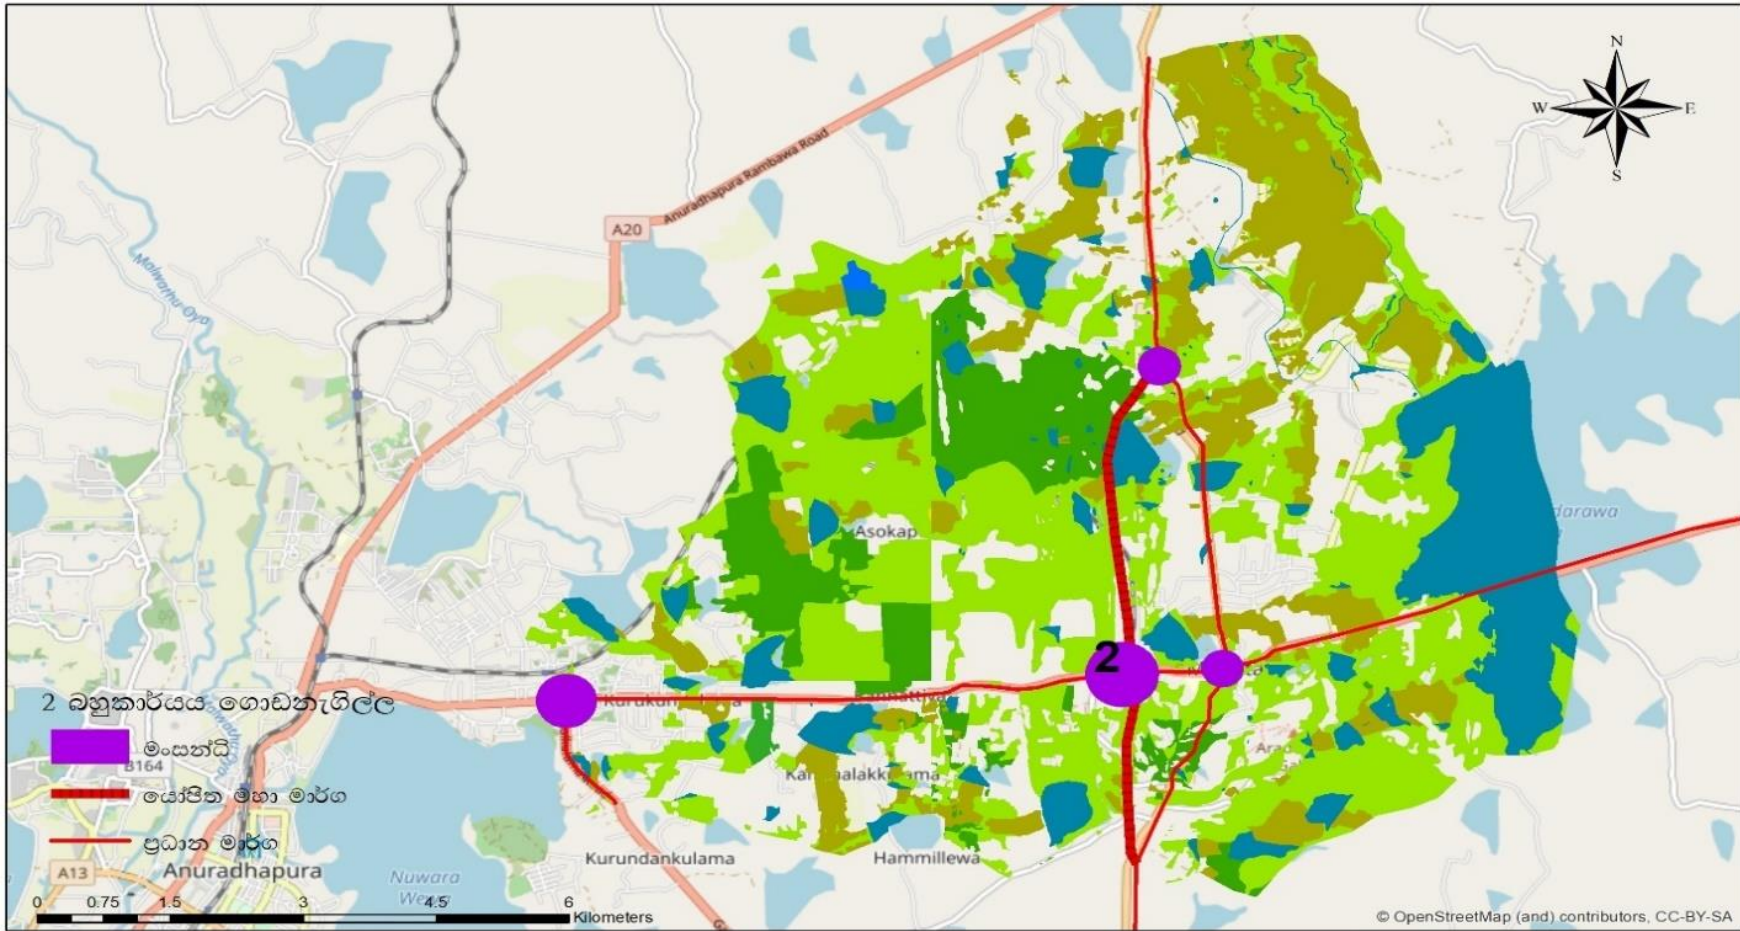 N
W E
S
Anuradhapura Rambawa Road
A20
Malwathu Oya
Asokap
darawa
2
2 බහුකාර්යය ගොඩනැගිල්ල
මංසන්ධි
B164
යෝජිත මහා මාර්ග
ප්‍රධාන මාර්ග
A13
Anuradhapura
Kurundankulama
Hammillewa
Nuwara
0 0.75 1.5 3 4.5 6
Kilometers
© OpenStreetMap (and) contributors, CC-BY-SA